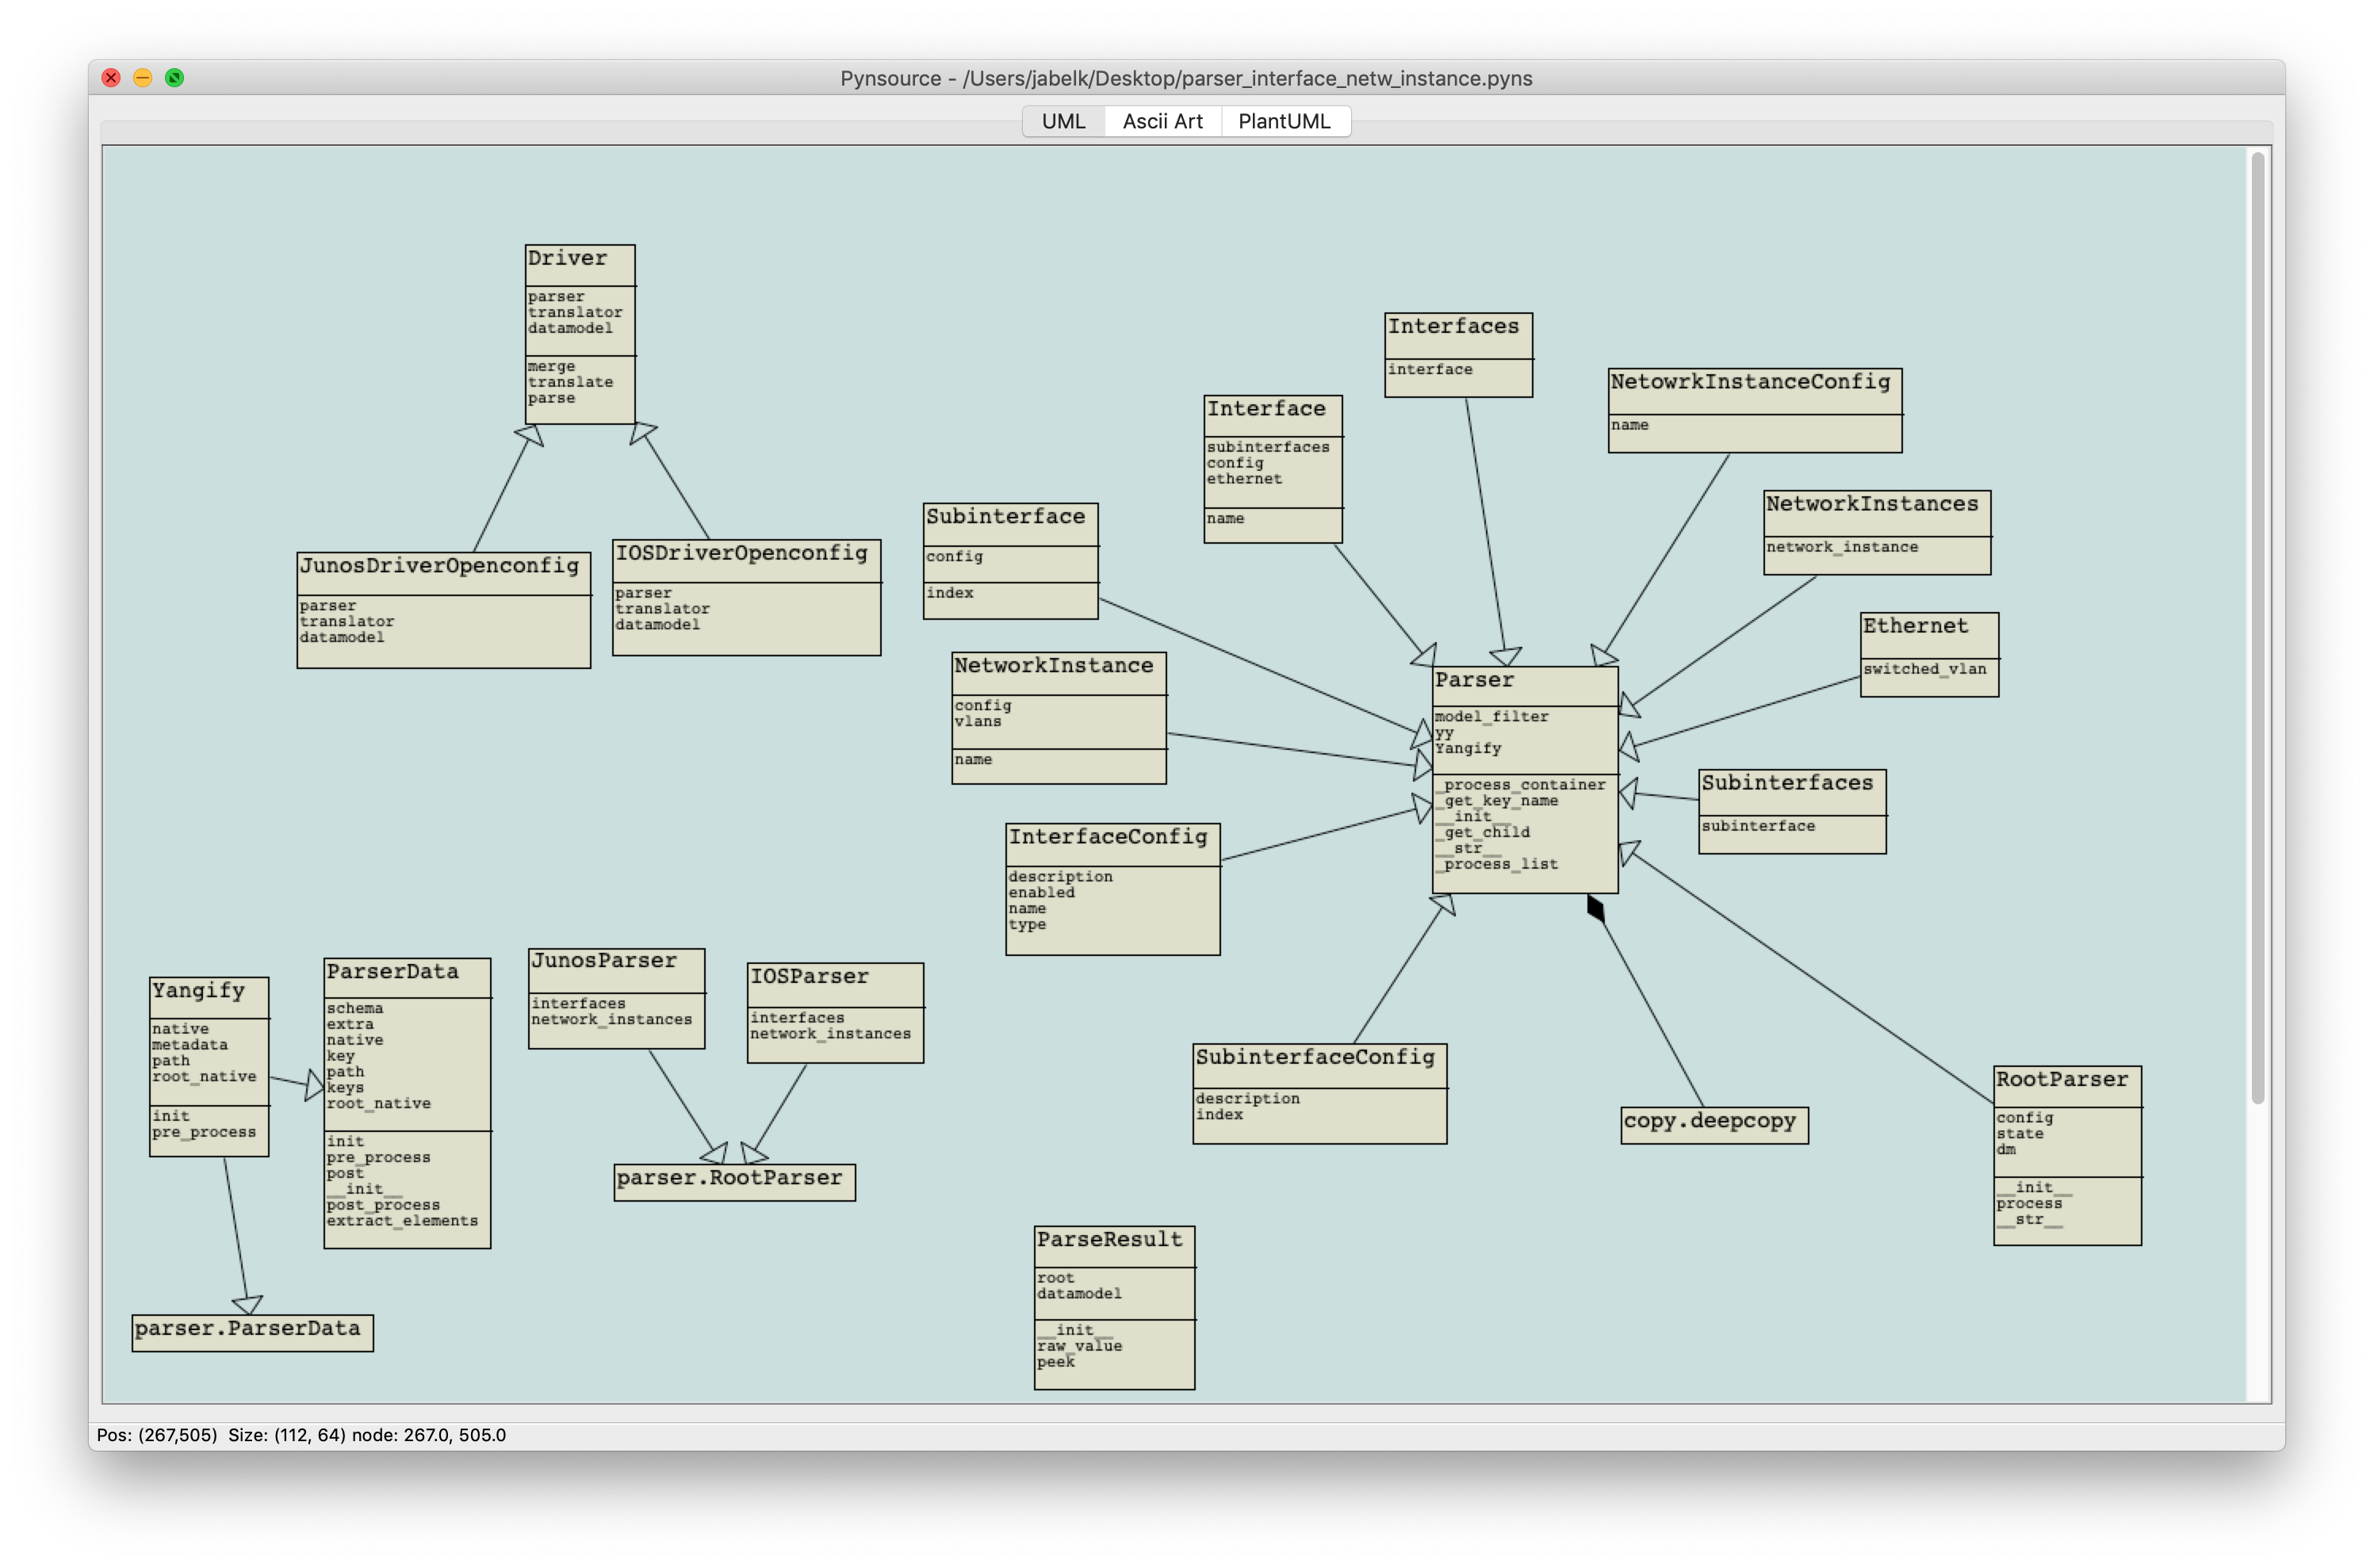 Pynsource - /Users/jabelk/Desktop/parser_interface_netw_instance.pyns
UML
Ascii Art
PlantUML
Driver
parser
translator
datamodel
merge
translate
parse
JunosDriverOpenconfig
parser
translator
datamodel
IOSDriverOpenconfig
parser
translator
datamodel
Interfaces
interface
NetowrkInstanceConfig
name
Interface
subinterfaces
config
ethernet
name
NetworkInstances
network_instance
Subinterface
config
index
Ethernet
switched_vlan
NetworkInstance
config
vlans
name
Parser
model_filter
yy
Yangify
_process_container
_get_key_name
__init__
_get_child
__str__
_process_list
Subinterfaces
subinterface
InterfaceConfig
description
enabled
name
type
Yangify
native
metadata
path
root_native
init
pre_process
ParserData
schema
extra
native
key
path
keys
root_native
init
pre_process
post
__init__
post_process
extract_elements
JunosParser
interfaces
network_instances
IOSParser
interfaces
network_instances
parser.RootParser
SubinterfaceConfig
description
index
copy.deepcopy
RootParser
config
state
dm
__init__
process
__str__
ParseResult
root
datamodel
__init__
raw_value
peek
parser.ParserData
Pos: (267,505) Size: (112, 64) node: 267.0, 505.0